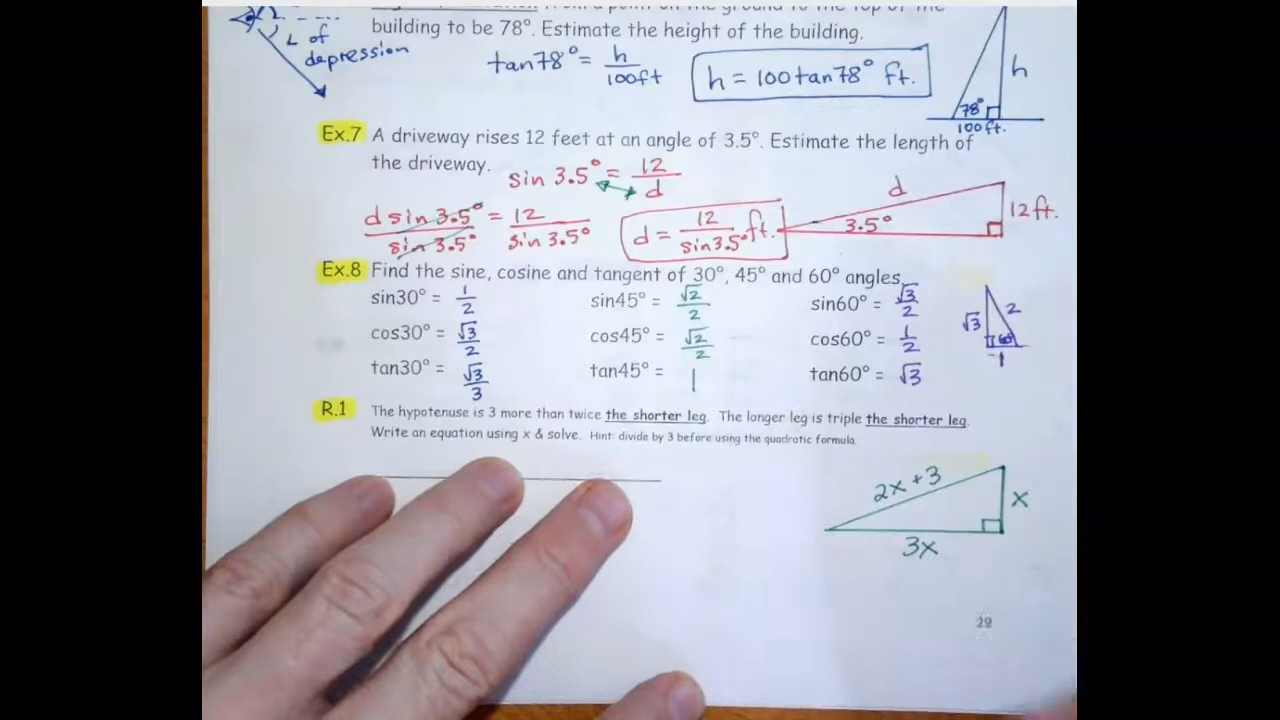 building to be 78°. Estimate the height of the building.
∠ of
depression
tan78° = h/100ft
h = 100tan78° ft.
h
78°
100ft.
Ex.7 A driveway rises 12 feet at an angle of 3.5°. Estimate the length of
the driveway.
sin 3.5° = 12/d
d sin 3.5°/sin 3.5° = 12/sin 3.5°
d = 12/sin3.5° ft.
d
3.5°
12ft.
Ex.8 Find the sine, cosine and tangent of 30°, 45° and 60° angles.
sin30° = 1/2 sin45° = √2/2 sin60° = √3/2
cos30° = √3/2 cos45° = √2/2 cos60° = 1/2
tan30° = √3/3 tan45° = 1 tan60° = √3
√3
2
60°
1
R.1 The hypotenuse is 3 more than twice the shorter leg. The longer leg is triple the shorter leg.
Write an equation using x & solve. Hint: divide by 3 before using the quadratic formula.
2x+3
x
3x
29